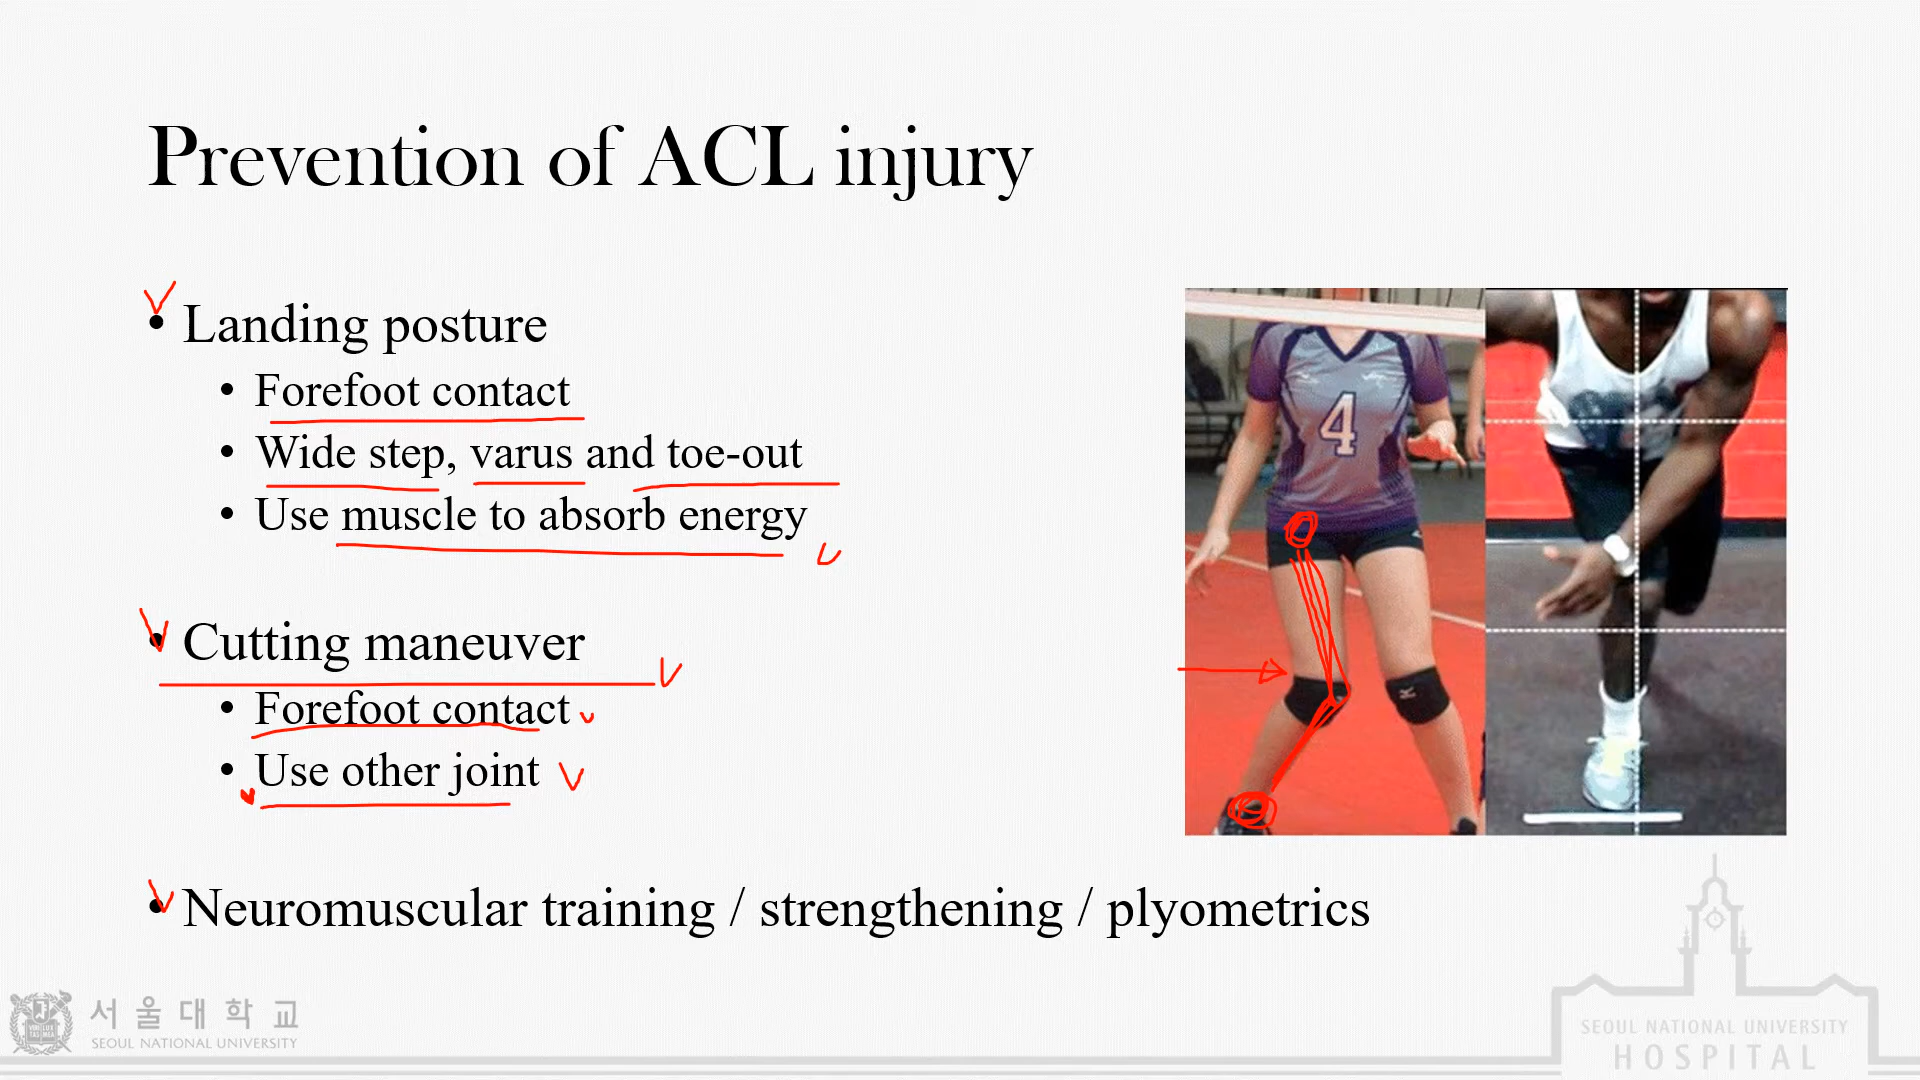 Prevention of ACL injury
• Landing posture
• Forefoot contact
• Wide step, varus and toe-out
• Use muscle to absorb energy
• Cutting maneuver
• Forefoot contact
• Use other joint
• Neuromuscular training / strengthening / plyometrics
4
서울대학교
SEOUL NATIONAL UNIVERSITY
SEOUL NATIONAL UNIVERSITY
HOSPITAL